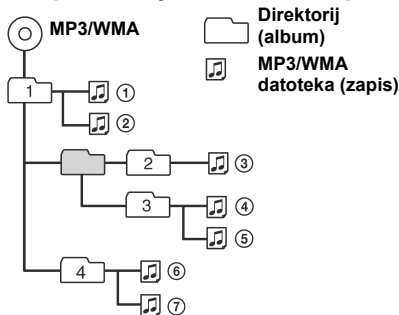 MP3/WMA
Direktorij
(album)
MP3/WMA
datoteka (zapis)
1
①
②
2
③
3
④
⑤
4
⑥
⑦